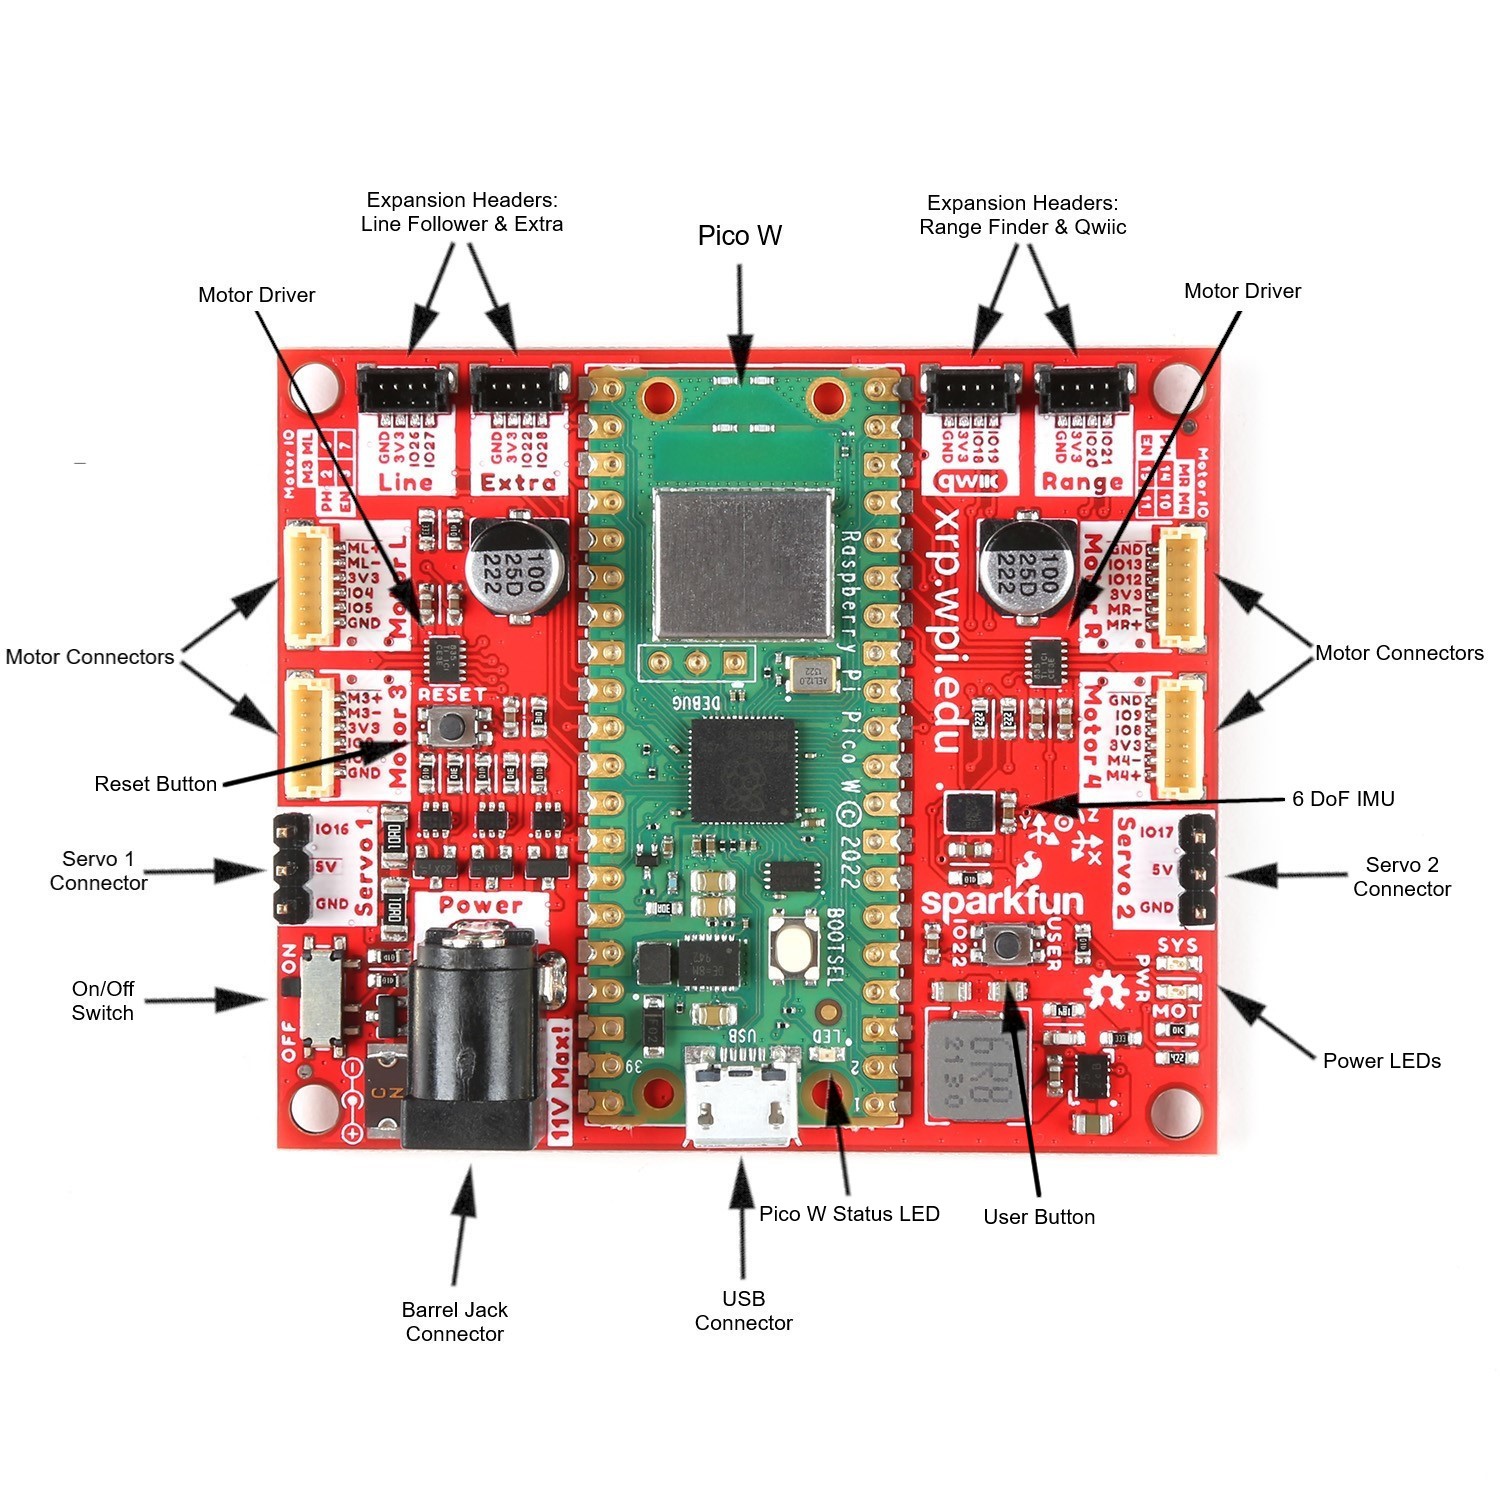 Expansion Headers:
Line Follower & Extra
Pico W
Expansion Headers:
Range Finder & Qwiic
Motor Driver
Motor Driver
Motor IO
M3 ML
PH 2 6
EN 3 7
GND
3V3
IO26
IO27
Line
GND
3V3
IO22
IO28
Extra
GND
3V3
IO18
IO19
qwiic
GND
3V3
IO20
IO21
Range
Motor IO
MR M4
PH 14 10
EN 15 11
ML+
ML-
3V3
IO4
IO5
GND
Motor L
100
25D
222
Raspberry Pi Pico W © 2022
xrp.wpi.edu
100
25D
222
Motor R
GND
IO13
IO12
3V3
MR-
MR+
Motor Connectors
Motor Connectors
M3+
M3-
3V3
GND
Motor 3
RESET
DEBUG
Motor 4
GND
IO9
IO8
3V3
M4-
M4+
Reset Button
6 DoF IMU
Servo 1
Connector
IO16
5V
GND
Servo 1
Y
Z
X
sparkfun
Servo 2
IO17
5V
GND
Servo 2
Connector
Power
BOOTSEL
IO22
USER
On/Off
Switch
ON
OFF
SYS
PWR
MOT
11V Max!
USB
LED
39
2
1
6R8
Power LEDs
Pico W Status LED
User Button
Barrel Jack
Connector
USB
Connector